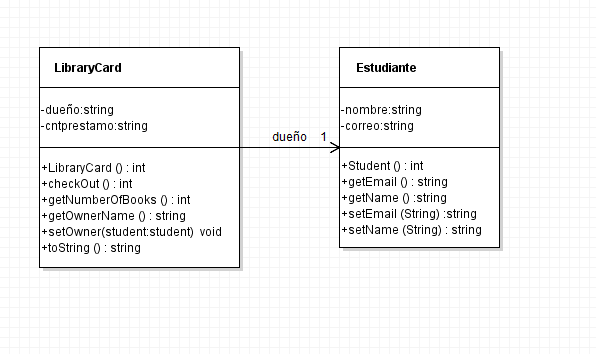 LibraryCard
-dueño:string
-cntprestamo:string
+LibraryCard () : int
+checkOut () : int
+getNumberOfBooks () : int
+getOwnerName () : string
+setOwner(student:student) void
+toString () : string
dueño 1
Estudiante
-nombre:string
-correo:string
+Student () : int
+getEmail () : string
+getName () :string
+setEmail (String) :string
+setName (String) : string